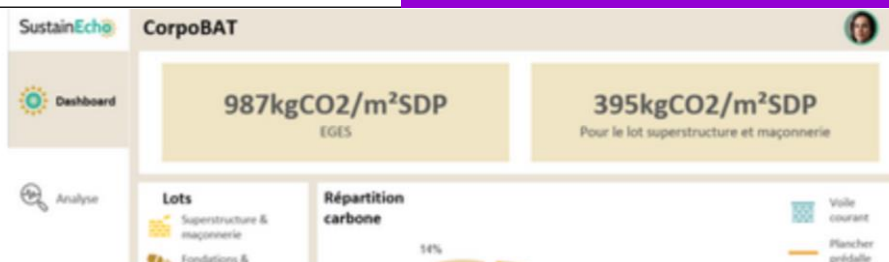 SustainEcho
CorpoBAT
Dashboard
987kgCO2/m²SDP
EGES
395kgCO2/m²SDP
Pour le lot superstructure et maçonnerie
Analyse
Lots
Superstructure &
maçonnerie
Fondations &
Répartition
carbone
14%
Voile
courant
Plancher
prédalle